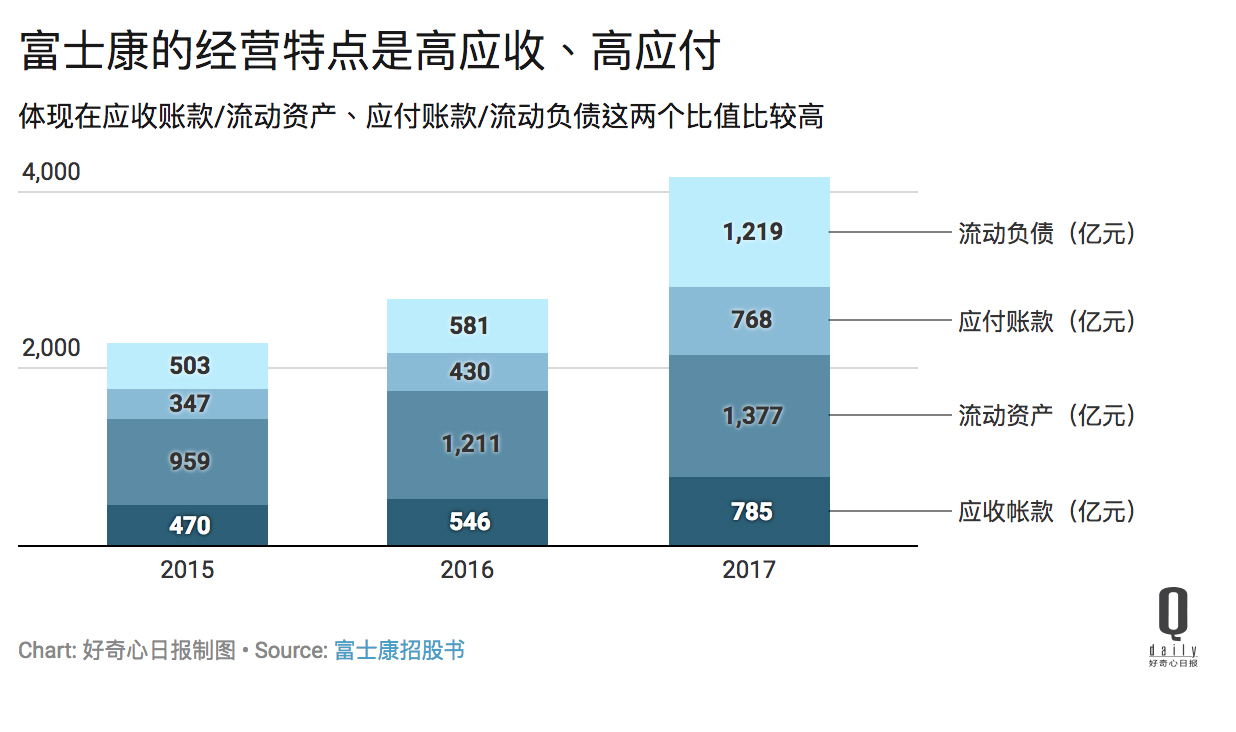 富士康的经营特点是高应收、高应付
体现在应收账款/流动资产、应付账款/流动负债这两个比值比较高
4,000
2,000
503
347
959
470
581
430
1,211
546
1,219
768
1,377
785
流动负债（亿元）
应付账款（亿元）
流动资产（亿元）
应收帐款（亿元）
2015
2016
2017
Chart: 好奇心日报制图 • Source: 富士康招股书
Q
daily
好奇心日报